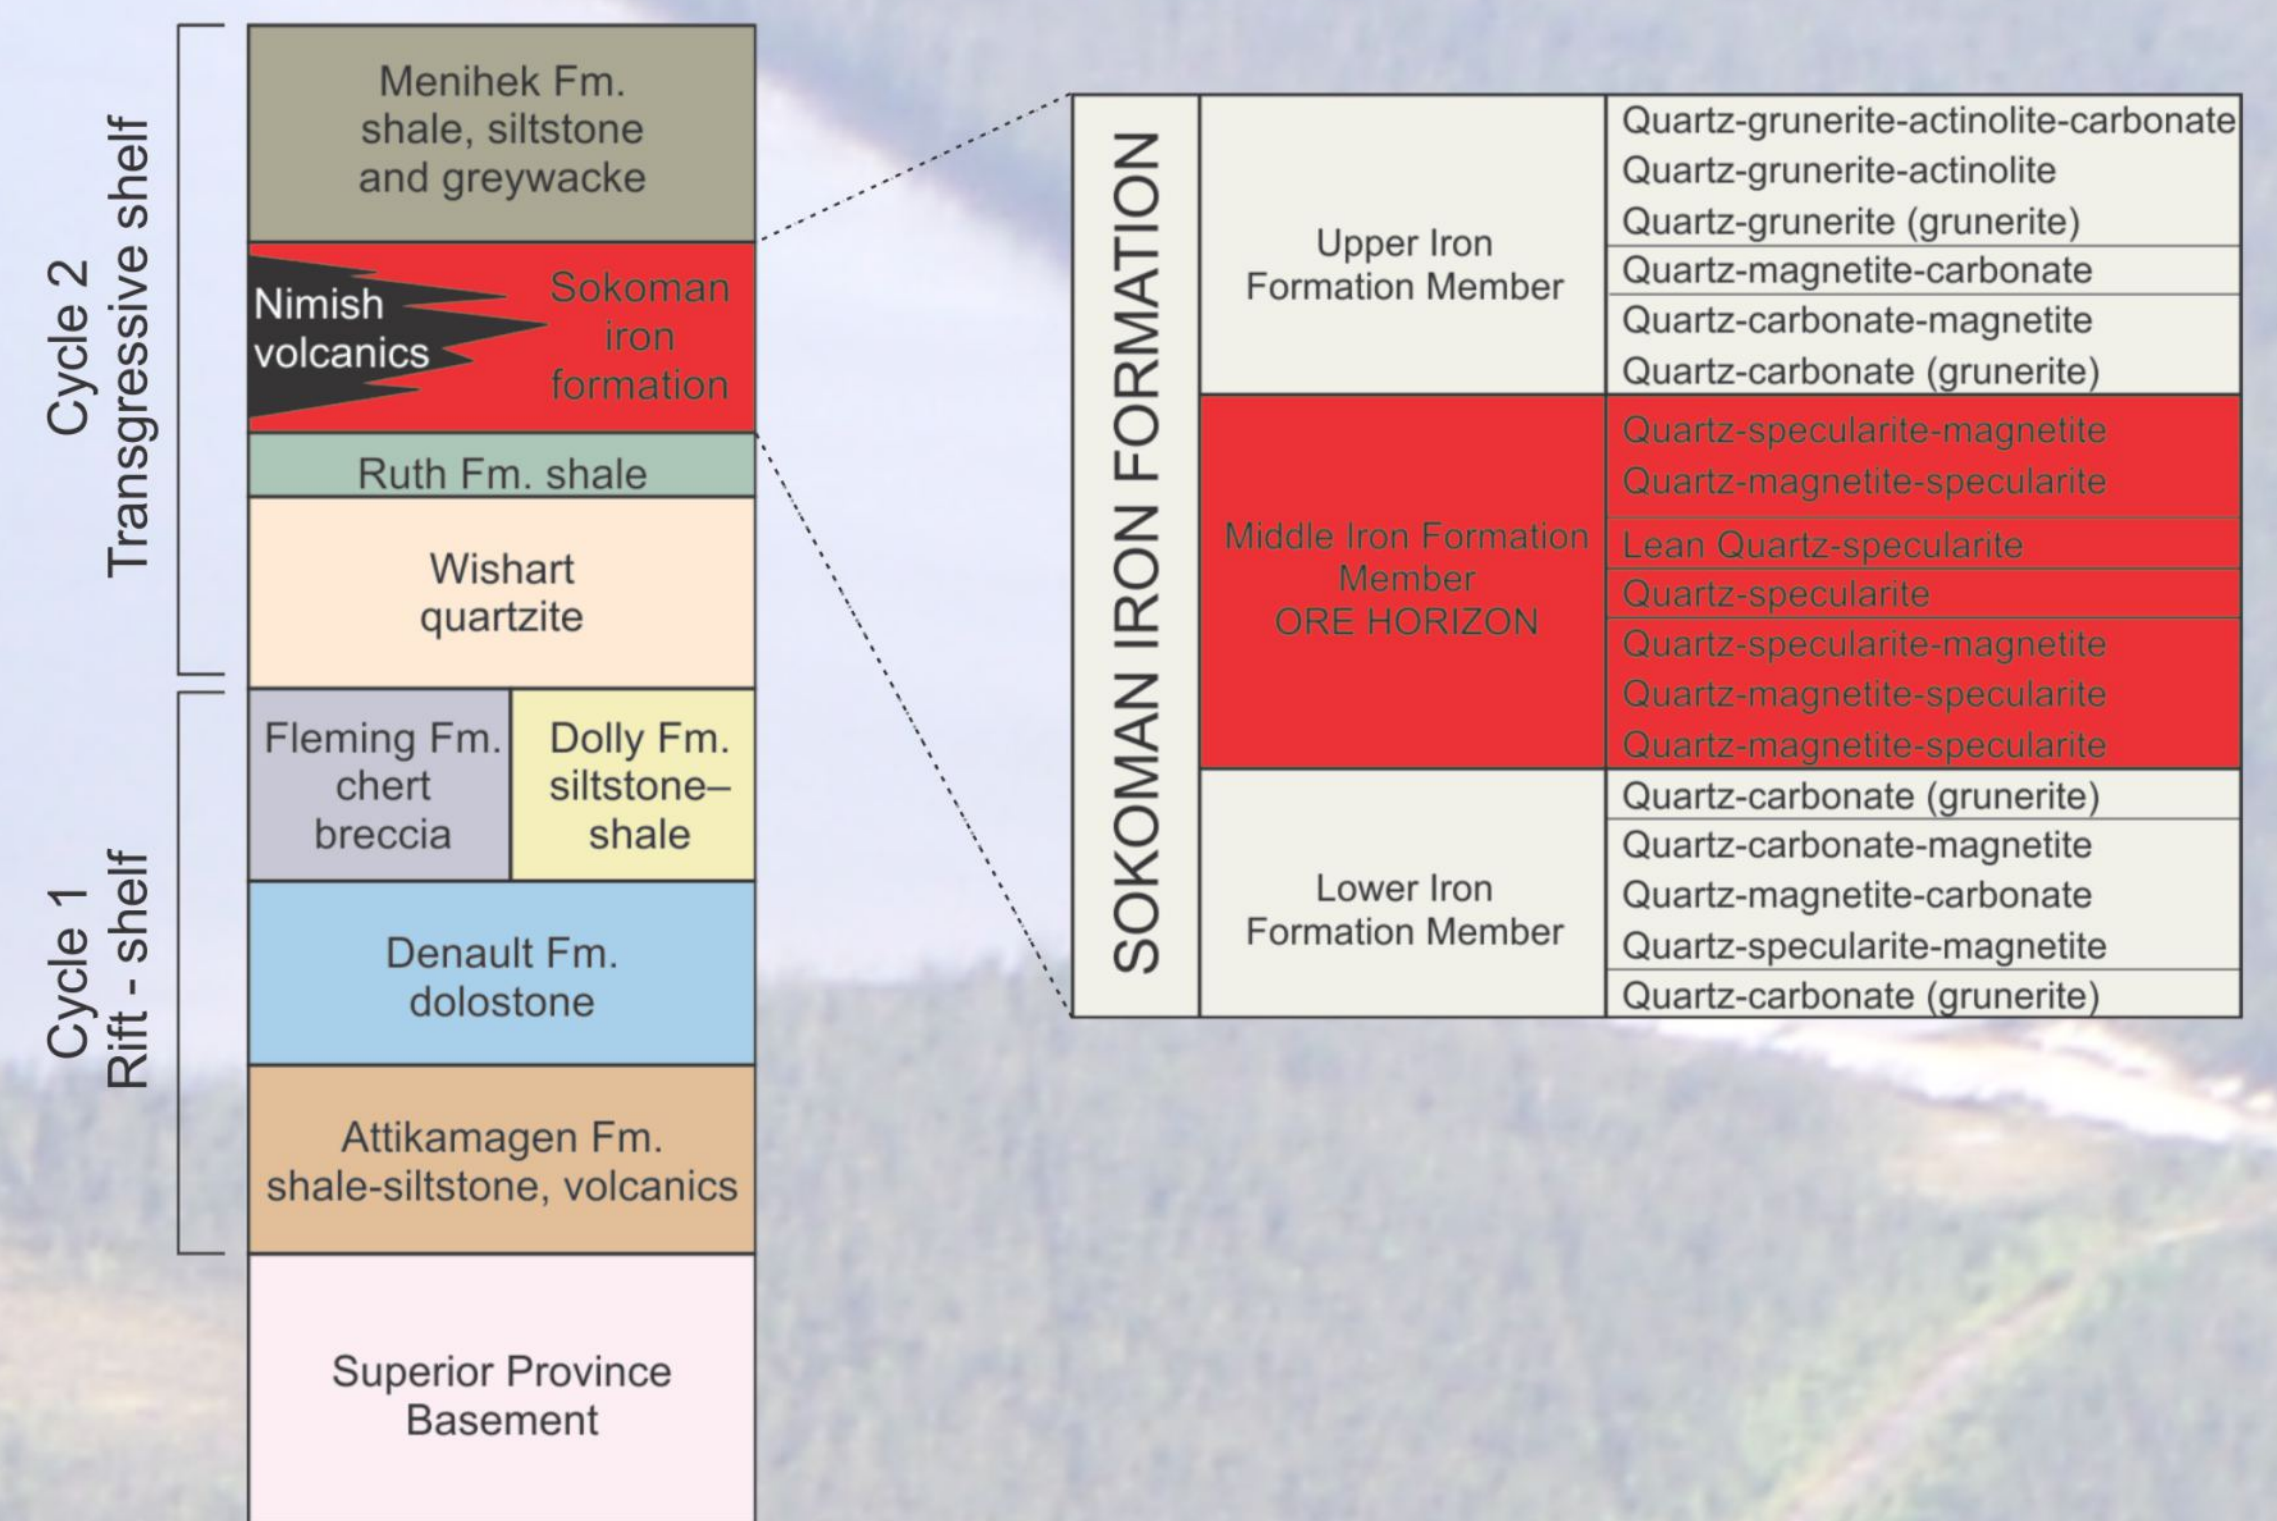 Cycle 2
Transgressive shelf
Menihek Fm.
shale, siltstone
and greywacke
Nimish
volcanics
Sokoman
iron
formation
Ruth Fm. shale
Wishart
quartzite
Cycle 1
Rift - shelf
Fleming Fm.
chert
breccia
Dolly Fm.
siltstone–
shale
Denault Fm.
dolostone
Attikamagen Fm.
shale-siltstone, volcanics
Superior Province
Basement
SOKOMAN IRON FORMATION
Upper Iron
Formation Member
Quartz-grunerite-actinolite-carbonate
Quartz-grunerite-actinolite
Quartz-grunerite (grunerite)
Quartz-magnetite-carbonate
Quartz-carbonate-magnetite
Quartz-carbonate (grunerite)
Middle Iron Formation
Member
ORE HORIZON
Quartz-specularite-magnetite
Quartz-magnetite-specularite
Lean Quartz-specularite
Quartz-specularite
Quartz-specularite-magnetite
Quartz-magnetite-specularite
Quartz-magnetite-specularite
Lower Iron
Formation Member
Quartz-carbonate (grunerite)
Quartz-carbonate-magnetite
Quartz-magnetite-carbonate
Quartz-specularite-magnetite
Quartz-carbonate (grunerite)